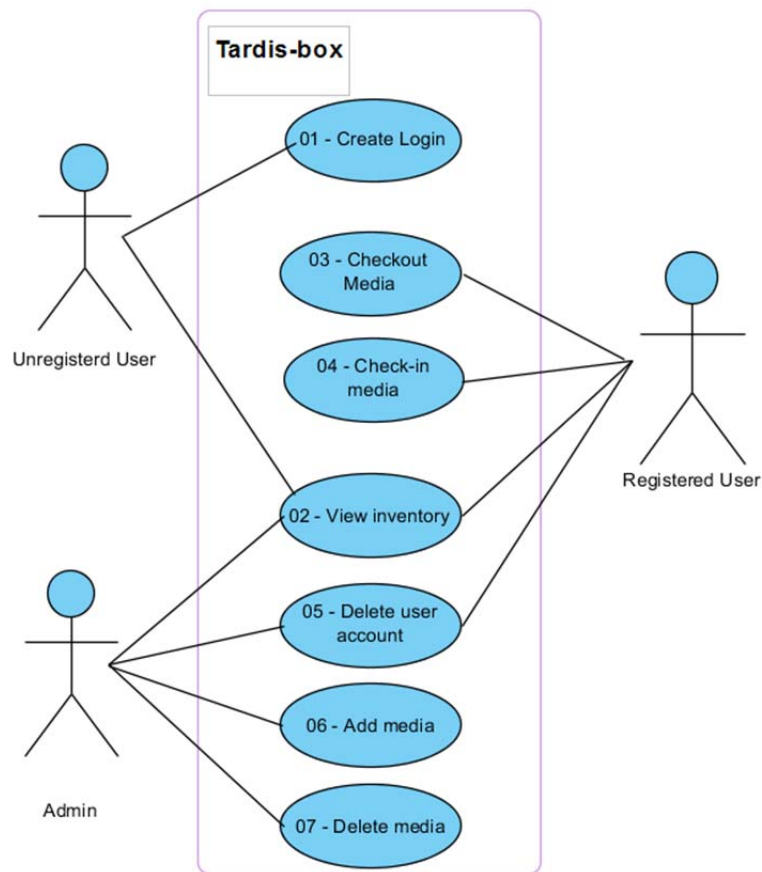 Tardis-box
01 - Create Login
03 - Checkout
Media
04 - Check-in
media
Unregisterd User
Registered User
02 - View inventory
05 - Delete user
account
06 - Add media
Admin
07 - Delete media